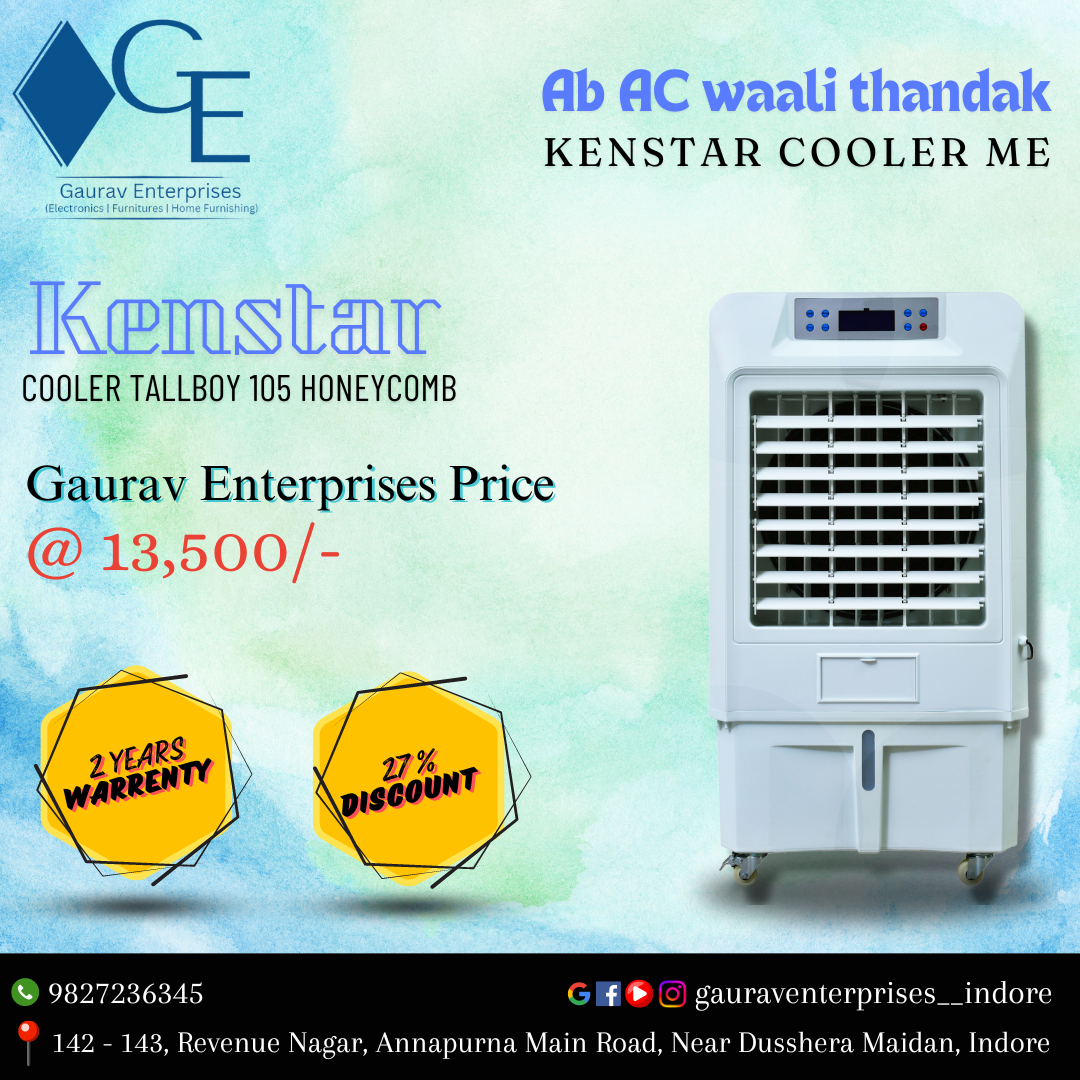 GE
Gaurav Enterprises
(Electronics | Furnitures | Home Furnishing)
Ab AC waali thandak
KENSTAR COOLER ME
Kenstar
COOLER TALLBOY 105 HONEYCOMB
Gaurav Enterprises Price
@ 13,500/-
2 YEARS
WARRENTY
27 %
DISCOUNT
9827236345
gauraventerprises__indore
142 - 143, Revenue Nagar, Annapurna Main Road, Near Dusshera Maidan, Indore